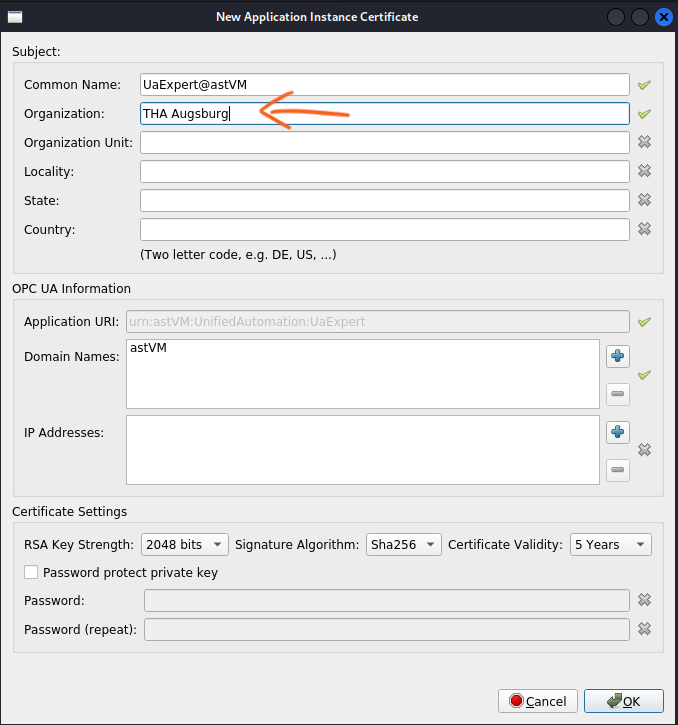 New Application Instance Certificate
Subject:
Common Name: UaExpert@astVM
Organization: THA Augsburg
Organization Unit:
Locality:
State:
Country:
(Two letter code, e.g. DE, US, ...)
OPC UA Information
Application URI: urn:astVM:UnifiedAutomation:UaExpert
Domain Names: astVM
IP Addresses:
Certificate Settings
RSA Key Strength: 2048 bits Signature Algorithm: Sha256 Certificate Validity: 5 Years
Password protect private key
Password:
Password (repeat):
Cancel OK